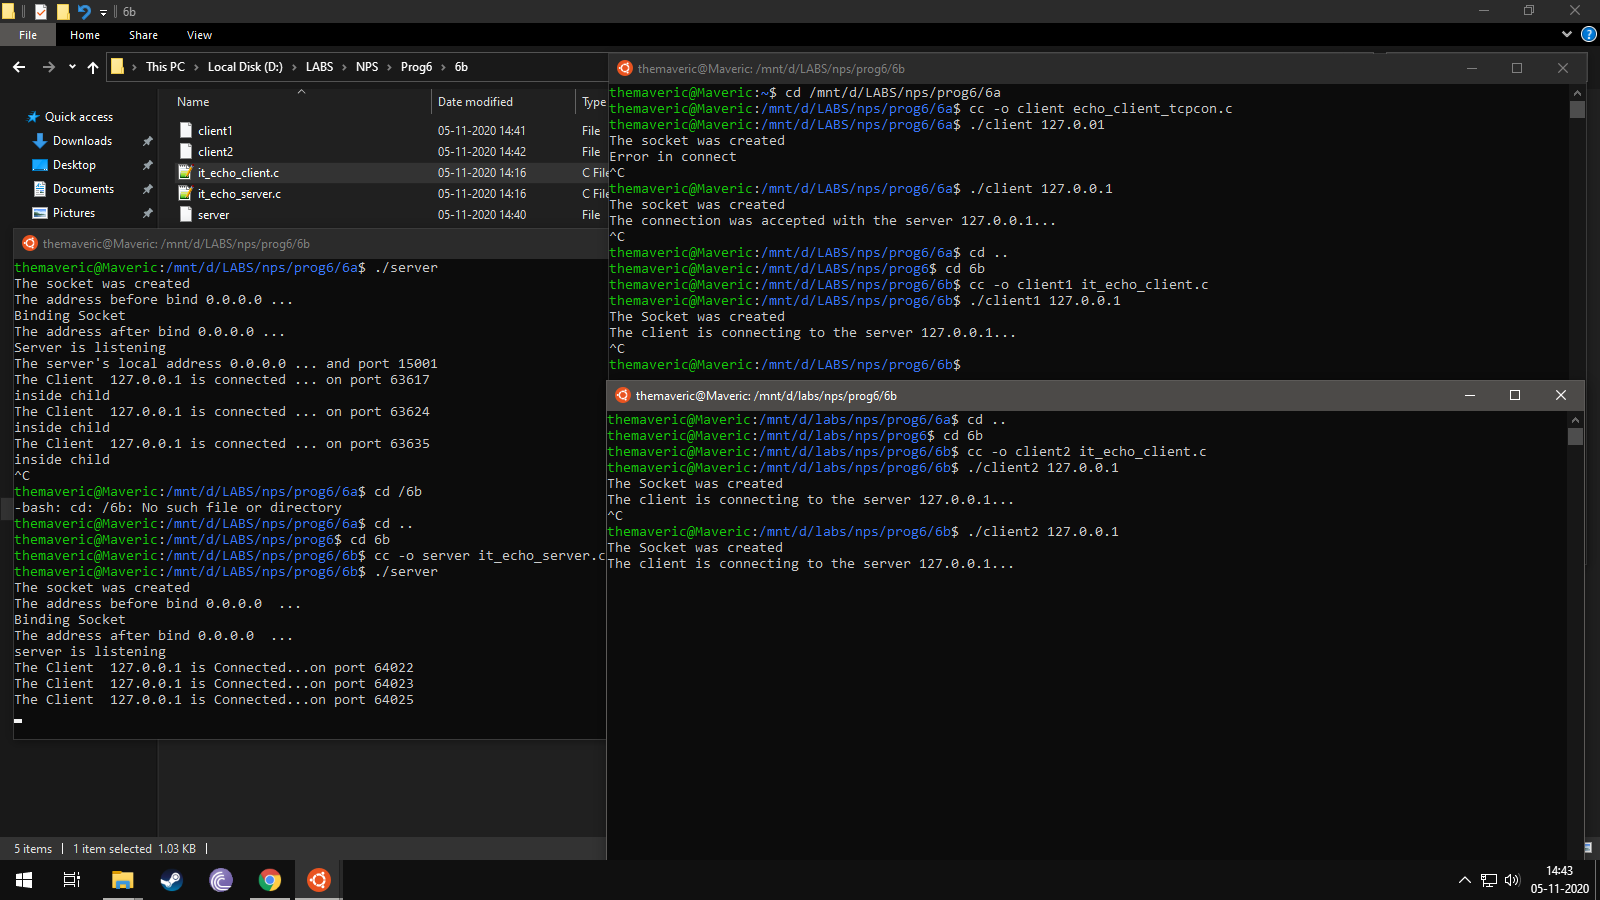 6b
File Home Share View
This PC Local Disk (D:) LABS NPS Prog6 6b
Name Date modified Type
Quick access
Downloads
Desktop
Documents
Pictures
client1 05-11-2020 14:41 File
client2 05-11-2020 14:42 File
it_echo_client.c 05-11-2020 14:16 C File
it_echo_server.c 05-11-2020 14:16 C File
server 05-11-2020 14:40 File
themaveric@Maveric: /mnt/d/LABS/nps/prog6/6b
themaveric@Maveric:/mnt/d/LABS/nps/prog6/6a$ ./server
The socket was created
The address before bind 0.0.0.0 ...
Binding Socket
The address after bind 0.0.0.0 ...
Server is listening
The server's local address 0.0.0.0 ... and port 15001
The Client  127.0.0.1 is connected ... on port 63617
inside child
The Client  127.0.0.1 is connected ... on port 63624
inside child
The Client  127.0.0.1 is connected ... on port 63635
inside child
^C
themaveric@Maveric:/mnt/d/LABS/nps/prog6/6a$ cd /6b
-bash: cd: /6b: No such file or directory
themaveric@Maveric:/mnt/d/LABS/nps/prog6/6a$ cd ..
themaveric@Maveric:/mnt/d/LABS/nps/prog6$ cd 6b
themaveric@Maveric:/mnt/d/LABS/nps/prog6/6b$ cc -o server it_echo_server.c
themaveric@Maveric:/mnt/d/LABS/nps/prog6/6b$ ./server
The socket was created
The address before bind 0.0.0.0  ...
Binding Socket
The address after bind 0.0.0.0  ...
server is listening
The Client  127.0.0.1 is Connected...on port 64022
The Client  127.0.0.1 is Connected...on port 64023
The Client  127.0.0.1 is Connected...on port 64025
themaveric@Maveric: /mnt/d/LABS/nps/prog6/6b
themaveric@Maveric:~$ cd /mnt/d/LABS/nps/prog6/6a
themaveric@Maveric:/mnt/d/LABS/nps/prog6/6a$ cc -o client echo_client_tcpcon.c
themaveric@Maveric:/mnt/d/LABS/nps/prog6/6a$ ./client 127.0.01
The socket was created
Error in connect
^C
themaveric@Maveric:/mnt/d/LABS/nps/prog6/6a$ ./client 127.0.0.1
The socket was created
The connection was accepted with the server 127.0.0.1...
^C
themaveric@Maveric:/mnt/d/LABS/nps/prog6/6a$ cd ..
themaveric@Maveric:/mnt/d/LABS/nps/prog6$ cd 6b
themaveric@Maveric:/mnt/d/LABS/nps/prog6/6b$ cc -o client1 it_echo_client.c
themaveric@Maveric:/mnt/d/LABS/nps/prog6/6b$ ./client1 127.0.0.1
The Socket was created
The client is connecting to the server 127.0.0.1...
^C
themaveric@Maveric:/mnt/d/LABS/nps/prog6/6b$
themaveric@Maveric: /mnt/d/labs/nps/prog6/6b
themaveric@Maveric:/mnt/d/labs/nps/prog6/6a$ cd ..
themaveric@Maveric:/mnt/d/labs/nps/prog6$ cd 6b
themaveric@Maveric:/mnt/d/labs/nps/prog6/6b$ cc -o client2 it_echo_client.c
themaveric@Maveric:/mnt/d/labs/nps/prog6/6b$ ./client2 127.0.0.1
The Socket was created
The client is connecting to the server 127.0.0.1...
^C
themaveric@Maveric:/mnt/d/labs/nps/prog6/6b$ ./client2 127.0.0.1
The Socket was created
The client is connecting to the server 127.0.0.1...
5 items 1 item selected 1.03 KB
14:43
05-11-2020